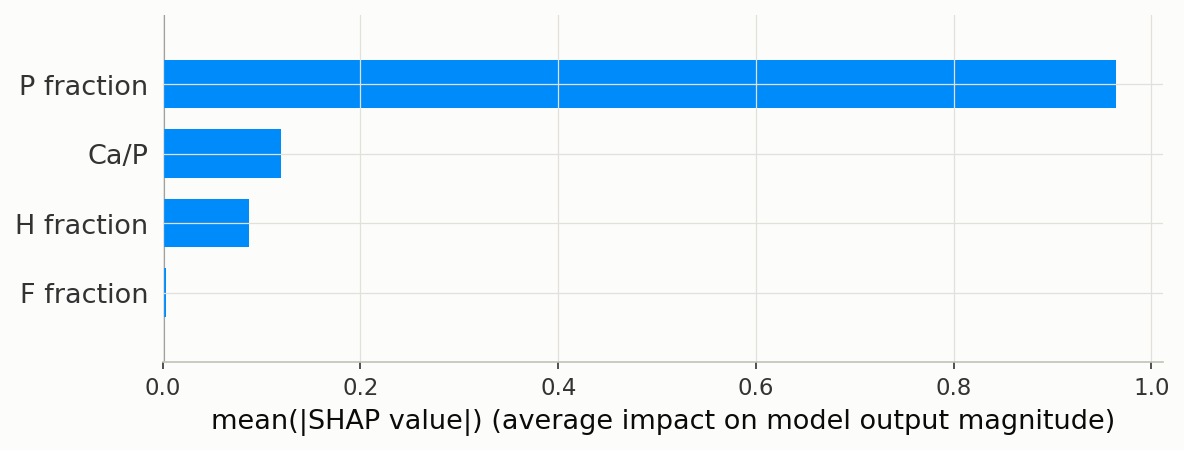 P fraction
Ca/P
H fraction
F fraction
0.0 0.2 0.4 0.6 0.8 1.0
mean(|SHAP value|) (average impact on model output magnitude)